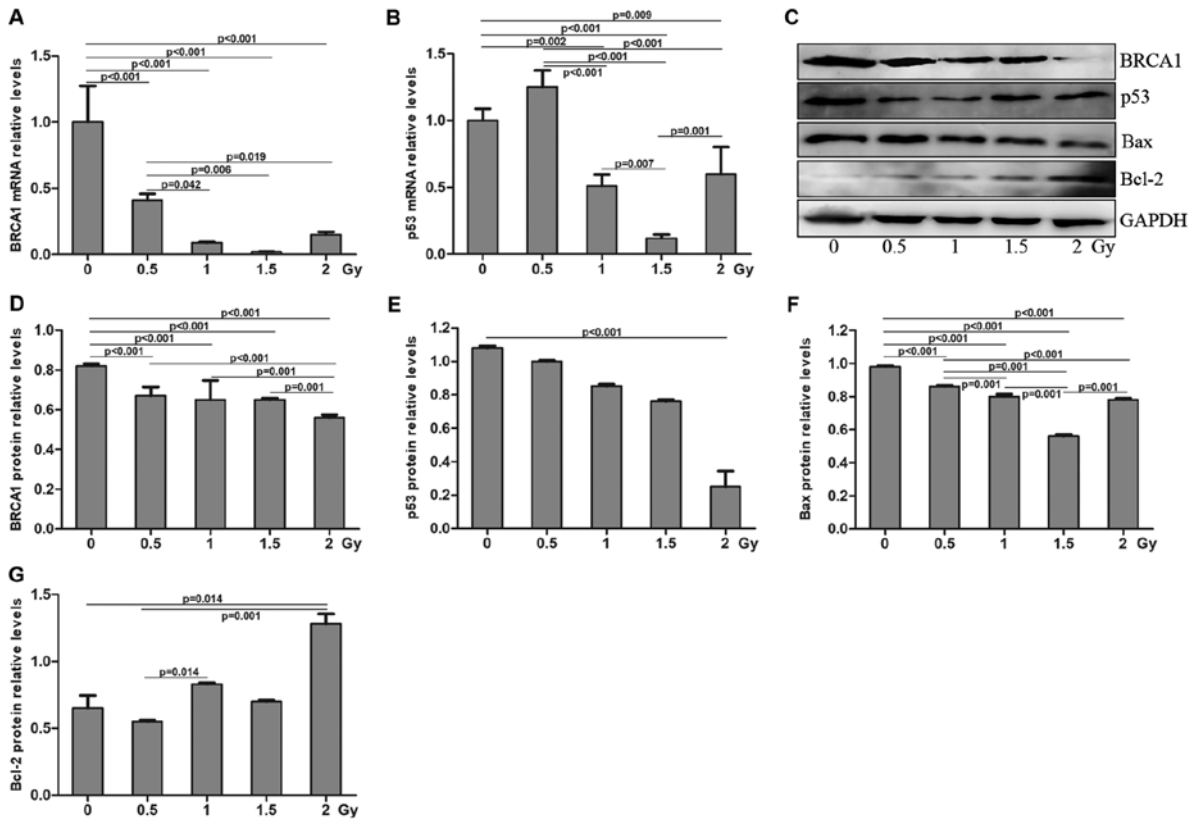 A
p<0.001
p<0.001
p<0.001
p<0.001
p=0.019
p=0.006
p=0.042
BRCA1 mRNA relative levels
1.5
1.0
0.5
0.0
0 0.5 1 1.5 2 Gy
B
p=0.009
p<0.001
p=0.002
p<0.001
p<0.001
p<0.001
p=0.001
p=0.007
p53 mRNA relative levels
1.5
1.0
0.5
0.0
0 0.5 1 1.5 2 Gy
C
BRCA1
p53
Bax
Bcl-2
GAPDH
0 0.5 1 1.5 2 Gy
D
p<0.001
p<0.001
p<0.001
p<0.001
p<0.001
p=0.001
p=0.001
BRCA1 protein relative levels
1.0
0.8
0.6
0.4
0.2
0.0
0 0.5 1 1.5 2 Gy
E
p<0.001
p53 protein relative levels
1.2
1.0
0.8
0.6
0.4
0.2
0.0
0 0.5 1 1.5 2 Gy
F
p<0.001
p<0.001
p<0.001
p<0.001
p<0.001
p=0.001
p=0.001
p=0.001
p=0.001
Bax protein relative levels
1.2
1.0
0.8
0.6
0.4
0.2
0.0
0 0.5 1 1.5 2 Gy
G
p=0.014
p=0.001
p=0.014
Bcl-2 protein relative levels
1.5
1.0
0.5
0.0
0 0.5 1 1.5 2 Gy